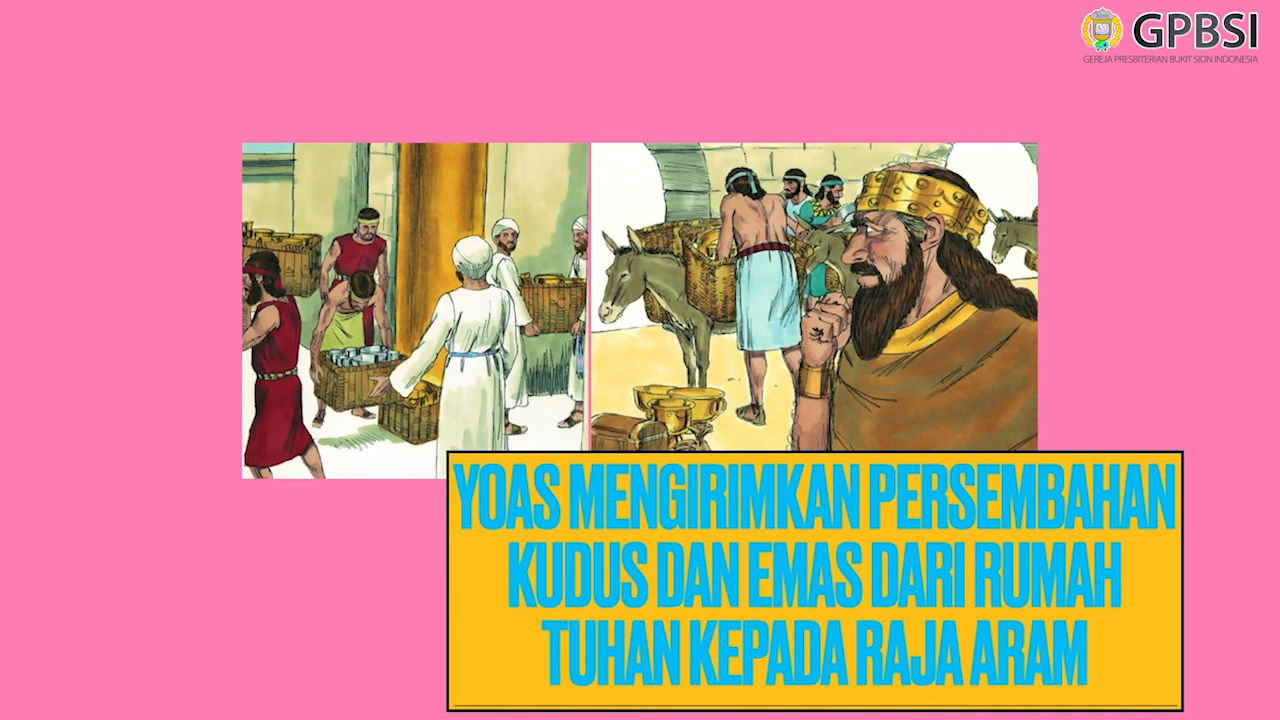 GPBSI
GEREJA PRESBITERIAN BUKIT SION INDONESIA
YOAS MENGIRIMKAN PERSEMBAHAN
KUDUS DAN EMAS DARI RUMAH
TUHAN KEPADA RAJA ARAM